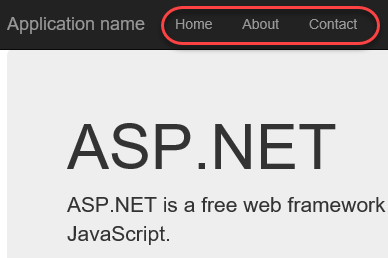 Application name Home About Contact
ASP.NET
ASP.NET is a free web framework
JavaScript.